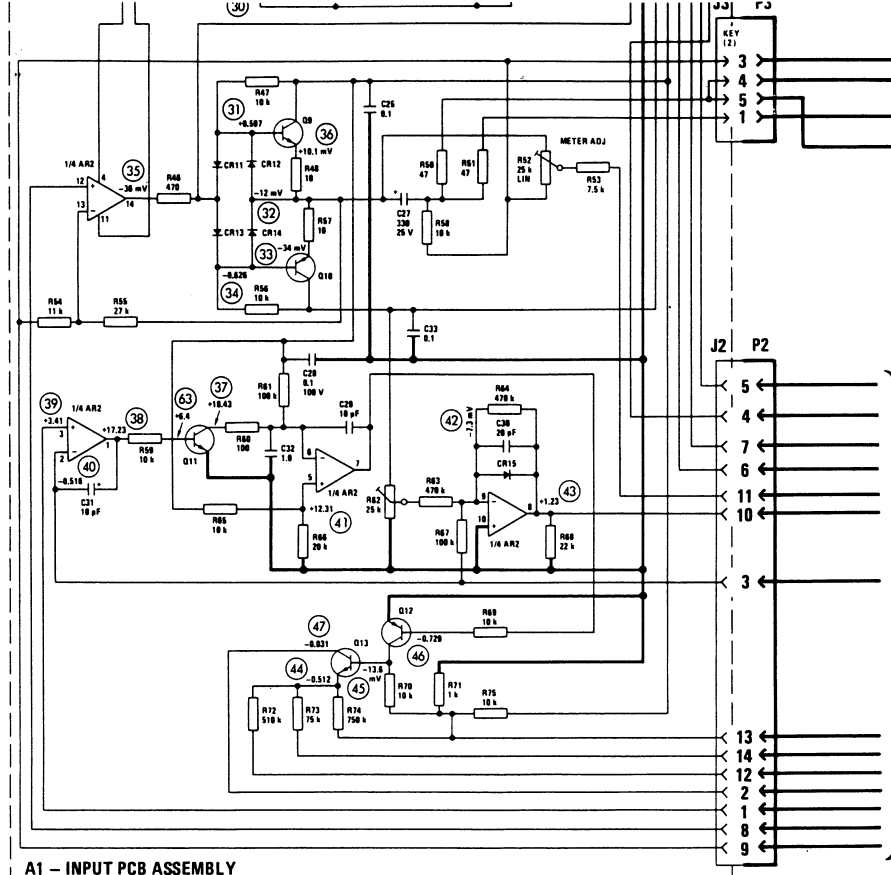 30
J3 P3
KEY
(2)
3
4
5
1
R47
10 k
C25
0.1
31
+0.507
Q9
36
+10.1 mV
METER ADJ
1/4 AR2
35
-36 mV
4
12
13
14
11
R46
470
CR11
CR12
R48
10
R50
47
R51
47
R52
25 k
LIN
R53
7.5 k
-12 mV
32
C27
330
25 V
R58
10 k
R57
10
CR13
CR14
33
-34 mV
Q10
-0.626
34
R56
10 k
R54
11 k
R55
27 k
C33
0.1
J2 P2
C28
0.1
100 V
R61
100 k
5
4
7
6
11
10
3
39
+3.41
1/4 AR2
3
2
1
+17.23
38
R59
10 k
63
+6.4
37
+18.43
Q11
R60
100
C32
1.0
C29
10 pF
42
-7.3 mV
R64
470 k
C30
20 pF
CR15
40
-0.516
C31
10 pF
6
5
7
1/4 AR2
R62
25 k
R63
470 k
9
10
8
+1.23
43
1/4 AR2
R65
10 k
+12.31
41
R66
20 k
R67
100 k
R68
22 k
Q12
R69
10 k
-0.729
46
47
-0.031
Q13
-13.6
mV
44
-0.512
45
R70
10 k
R71
1 k
R75
10 k
R72
510 k
R73
75 k
R74
750 k
13
14
12
2
1
8
9
A1 – INPUT PCB ASSEMBLY